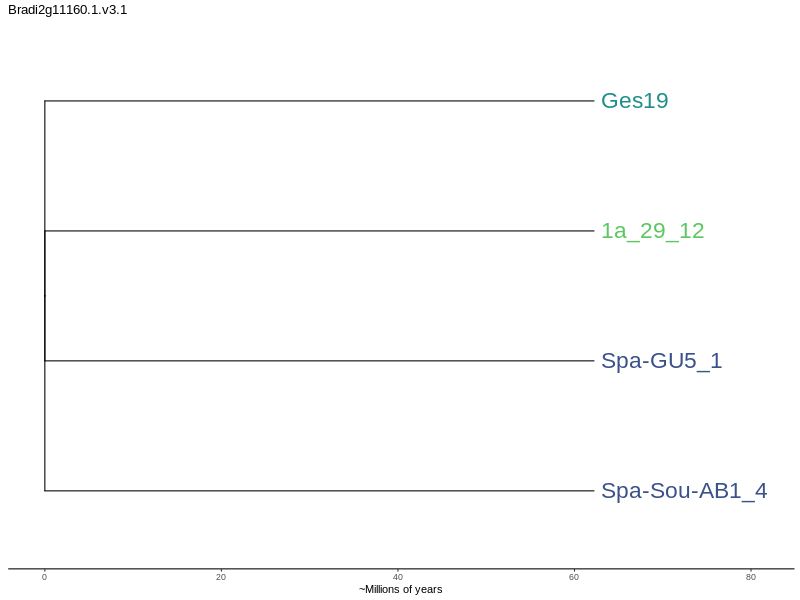 Bradi2g11160.1.v3.1
Ges19
1a_29_12
Spa-GU5_1
Spa-Sou-AB1_4
0 20 40 60 80
~Millions of years